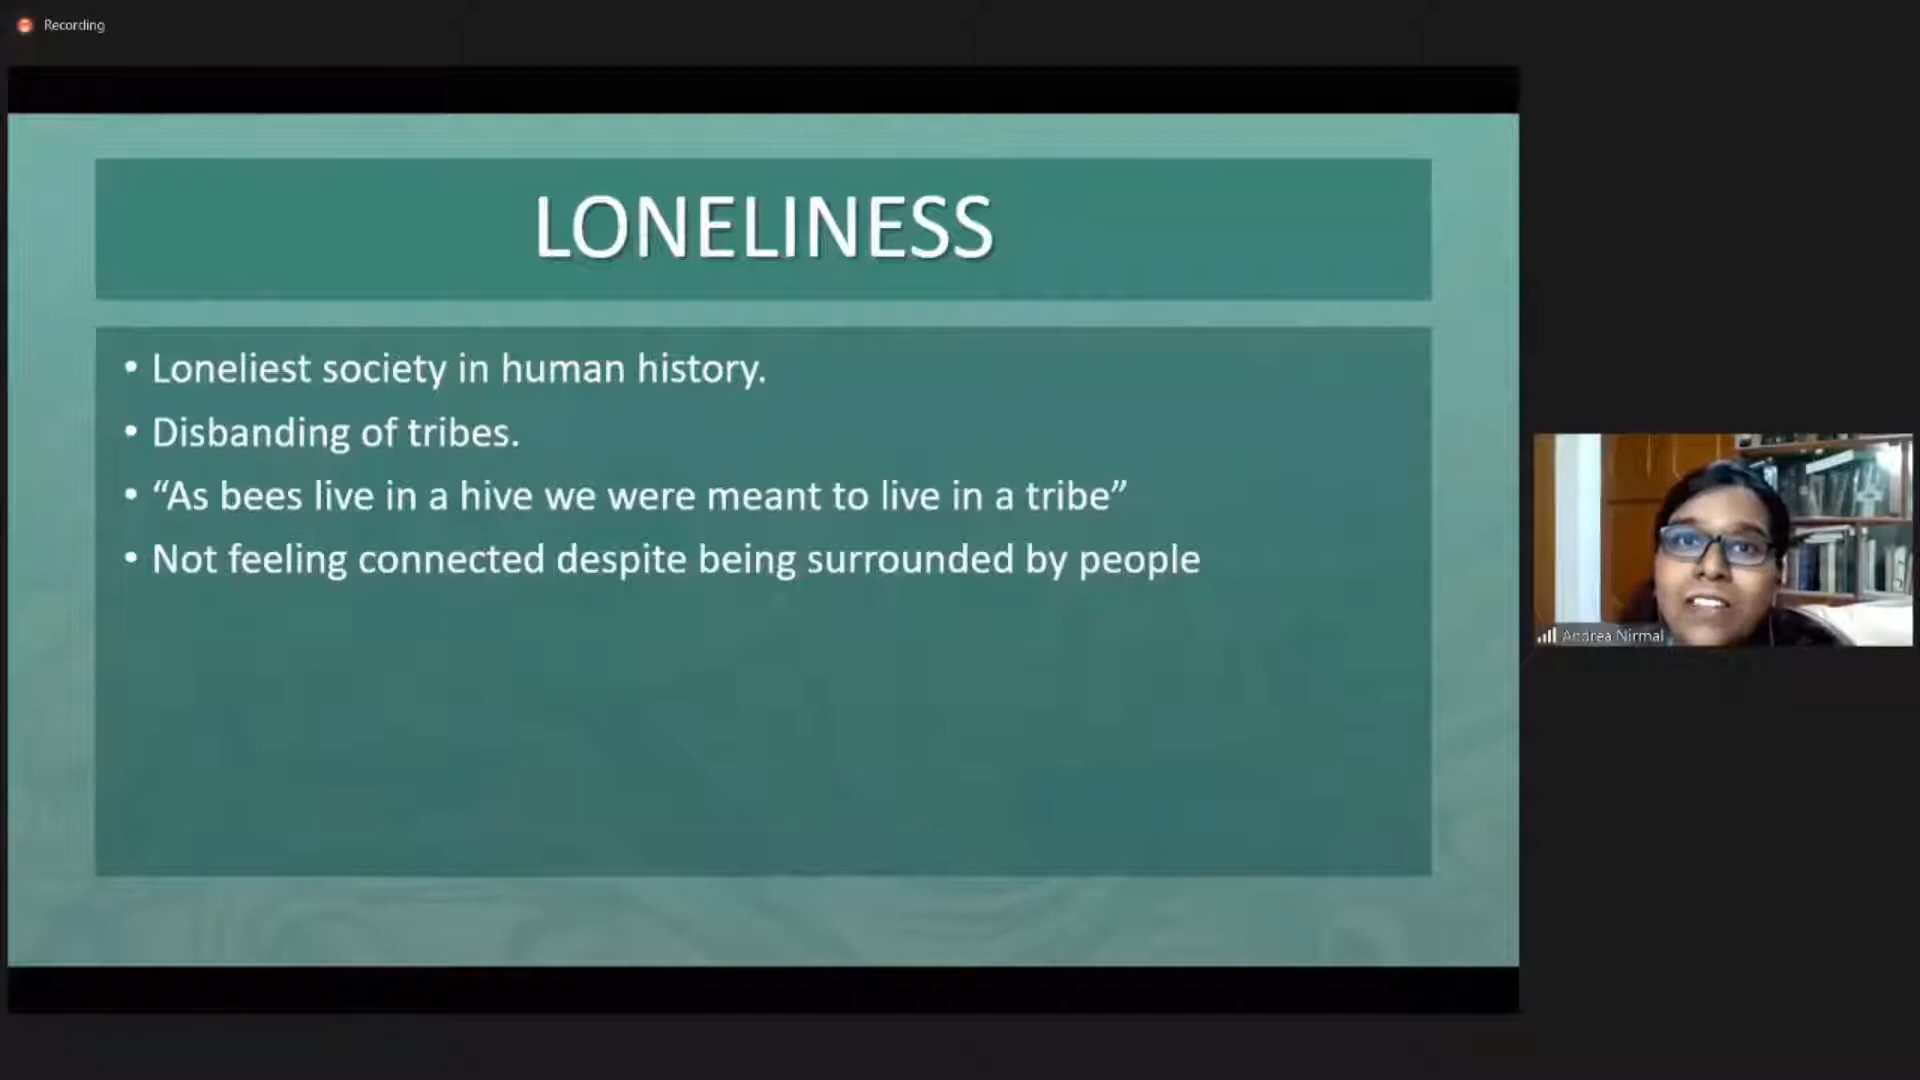 Recording
LONELINESS
• Loneliest society in human history.
• Disbanding of tribes.
• “As bees live in a hive we were meant to live in a tribe”
• Not feeling connected despite being surrounded by people
Andrea Nirmal